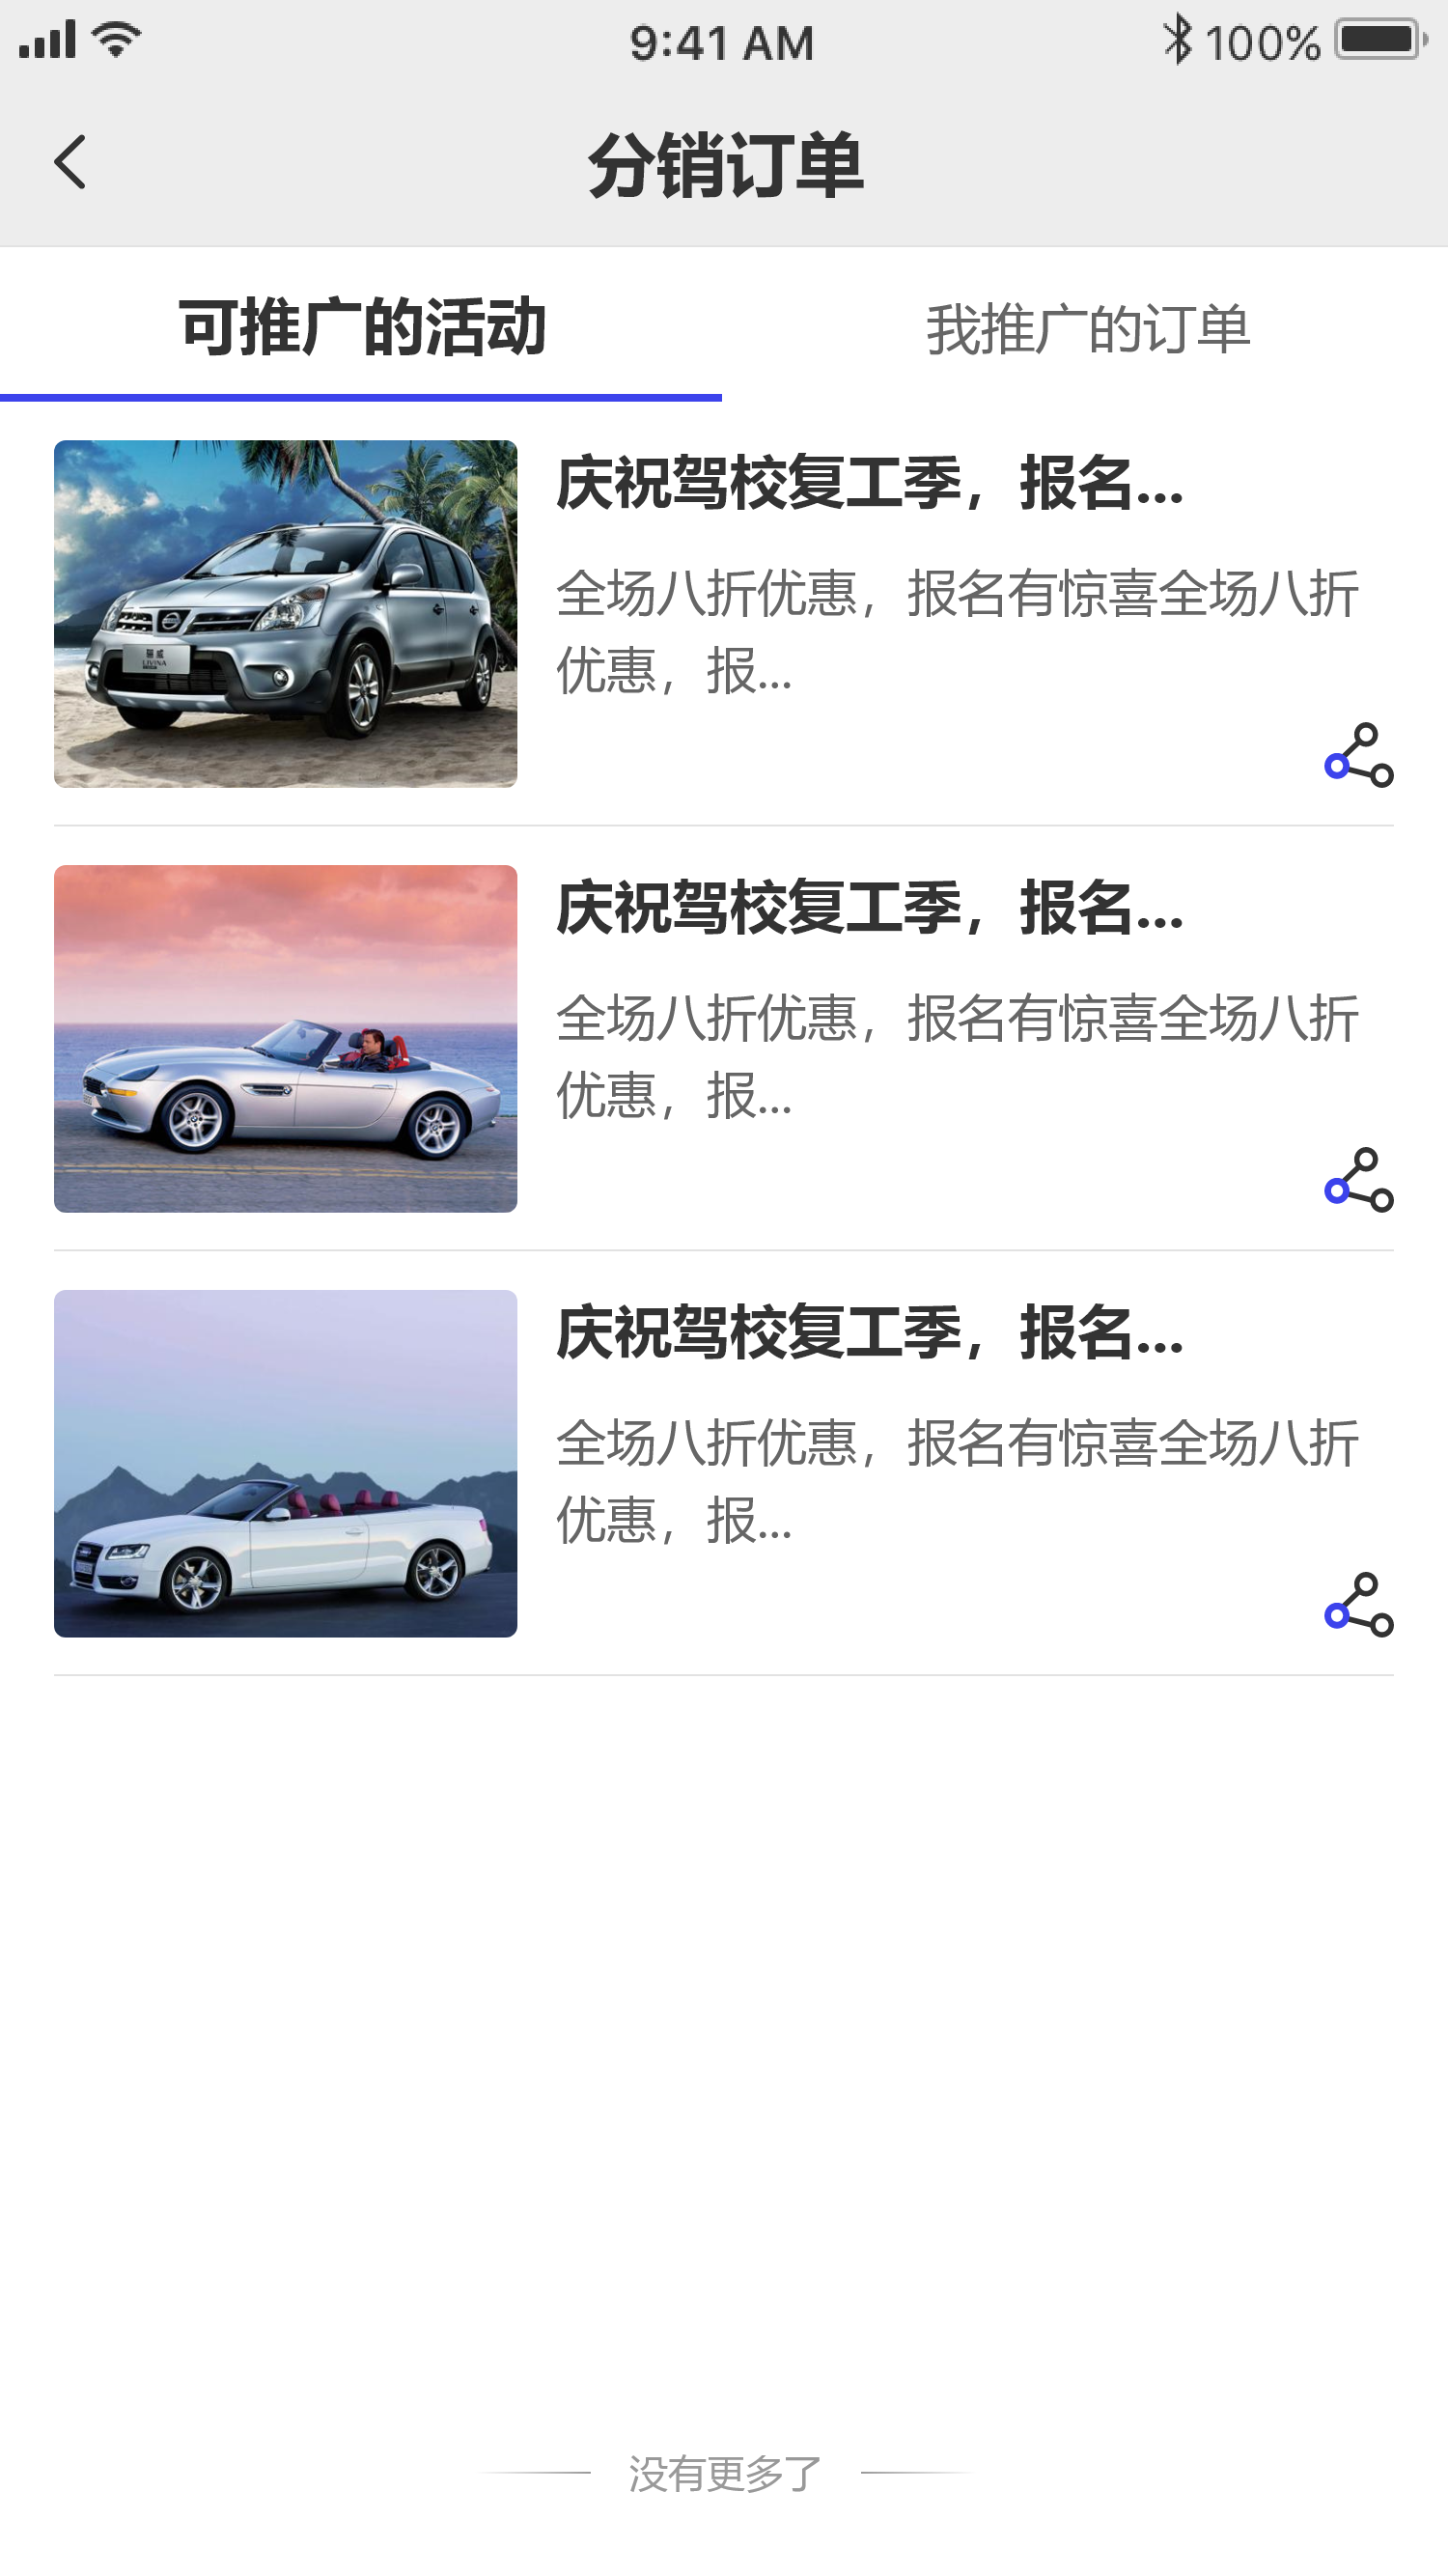 9:41 AM
100%
分销订单
可推广的活动
我推广的订单
庆祝驾校复工季，报名...
全场八折优惠，报名有惊喜全场八折
优惠，报...
LIVINA
庆祝驾校复工季，报名...
全场八折优惠，报名有惊喜全场八折
优惠，报...
庆祝驾校复工季，报名...
全场八折优惠，报名有惊喜全场八折
优惠，报...
没有更多了